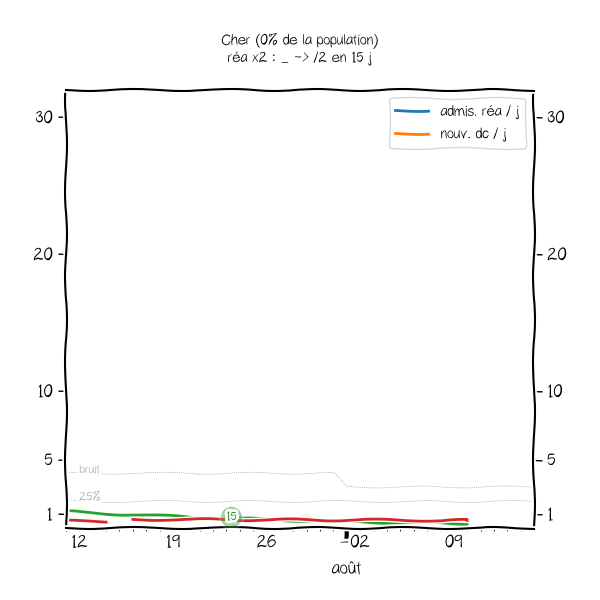 Cher (0% de la population)
réa x2 : _ -> /2 en 15 j
admis. réa / j
nouv. dc / j
30
30
20
20
10
10
5
5
bruit
25%
15
1
1
12
19
26
02
09
août